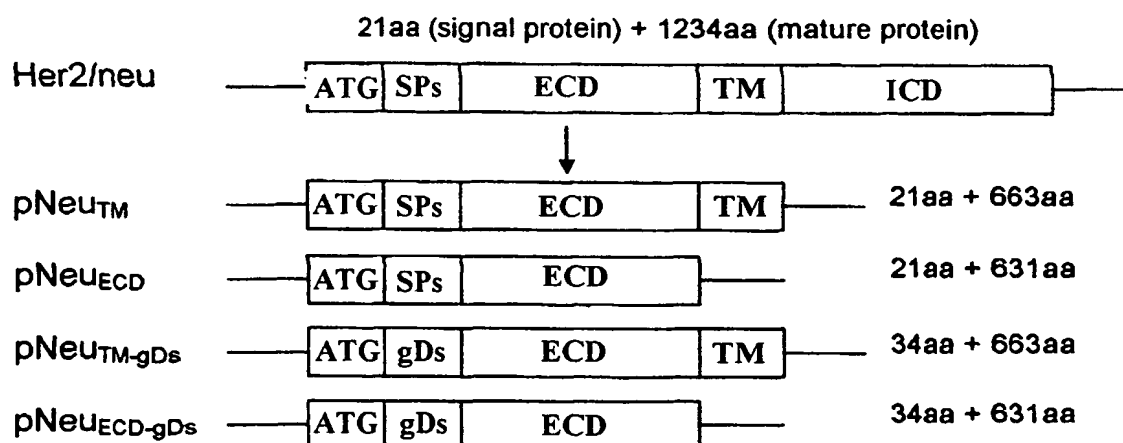 21aa (signal protein) + 1234aa (mature protein)
Her2/neu ATG SPs ECD TM ICD
pNeuTM ATG SPs ECD TM 21aa + 663aa
pNeuECD ATG SPs ECD 21aa + 631aa
pNeuTM-gDs ATG gDs ECD TM 34aa + 663aa
pNeuECD-gDs ATG gDs ECD 34aa + 631aa